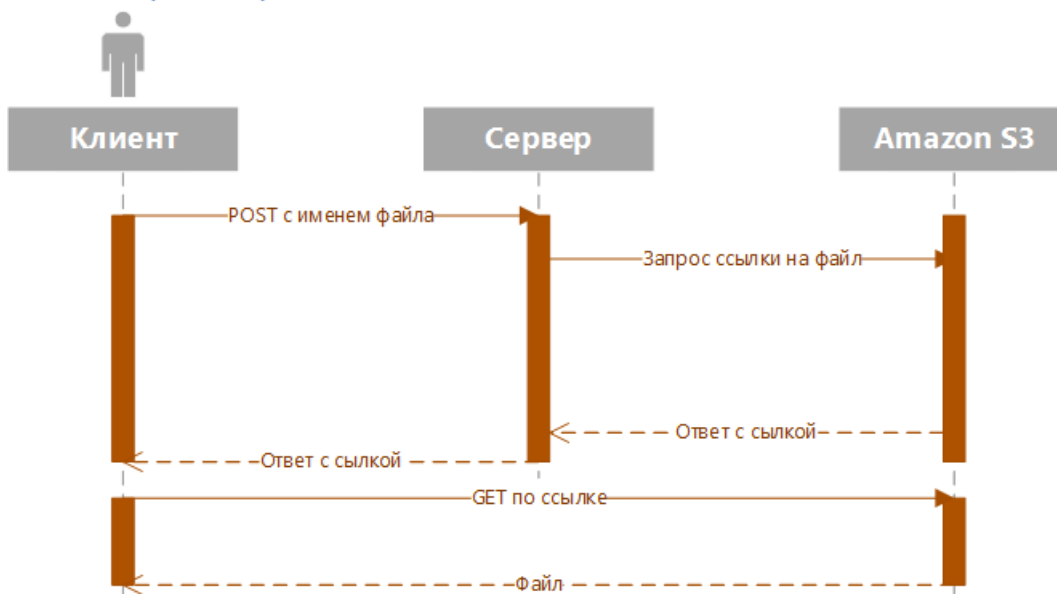 Клиент
Сервер
Amazon S3
POST с именем файла
Запрос ссылки на файл
Ответ с сылкой
Ответ с сылкой
GET по ссылке
Файл